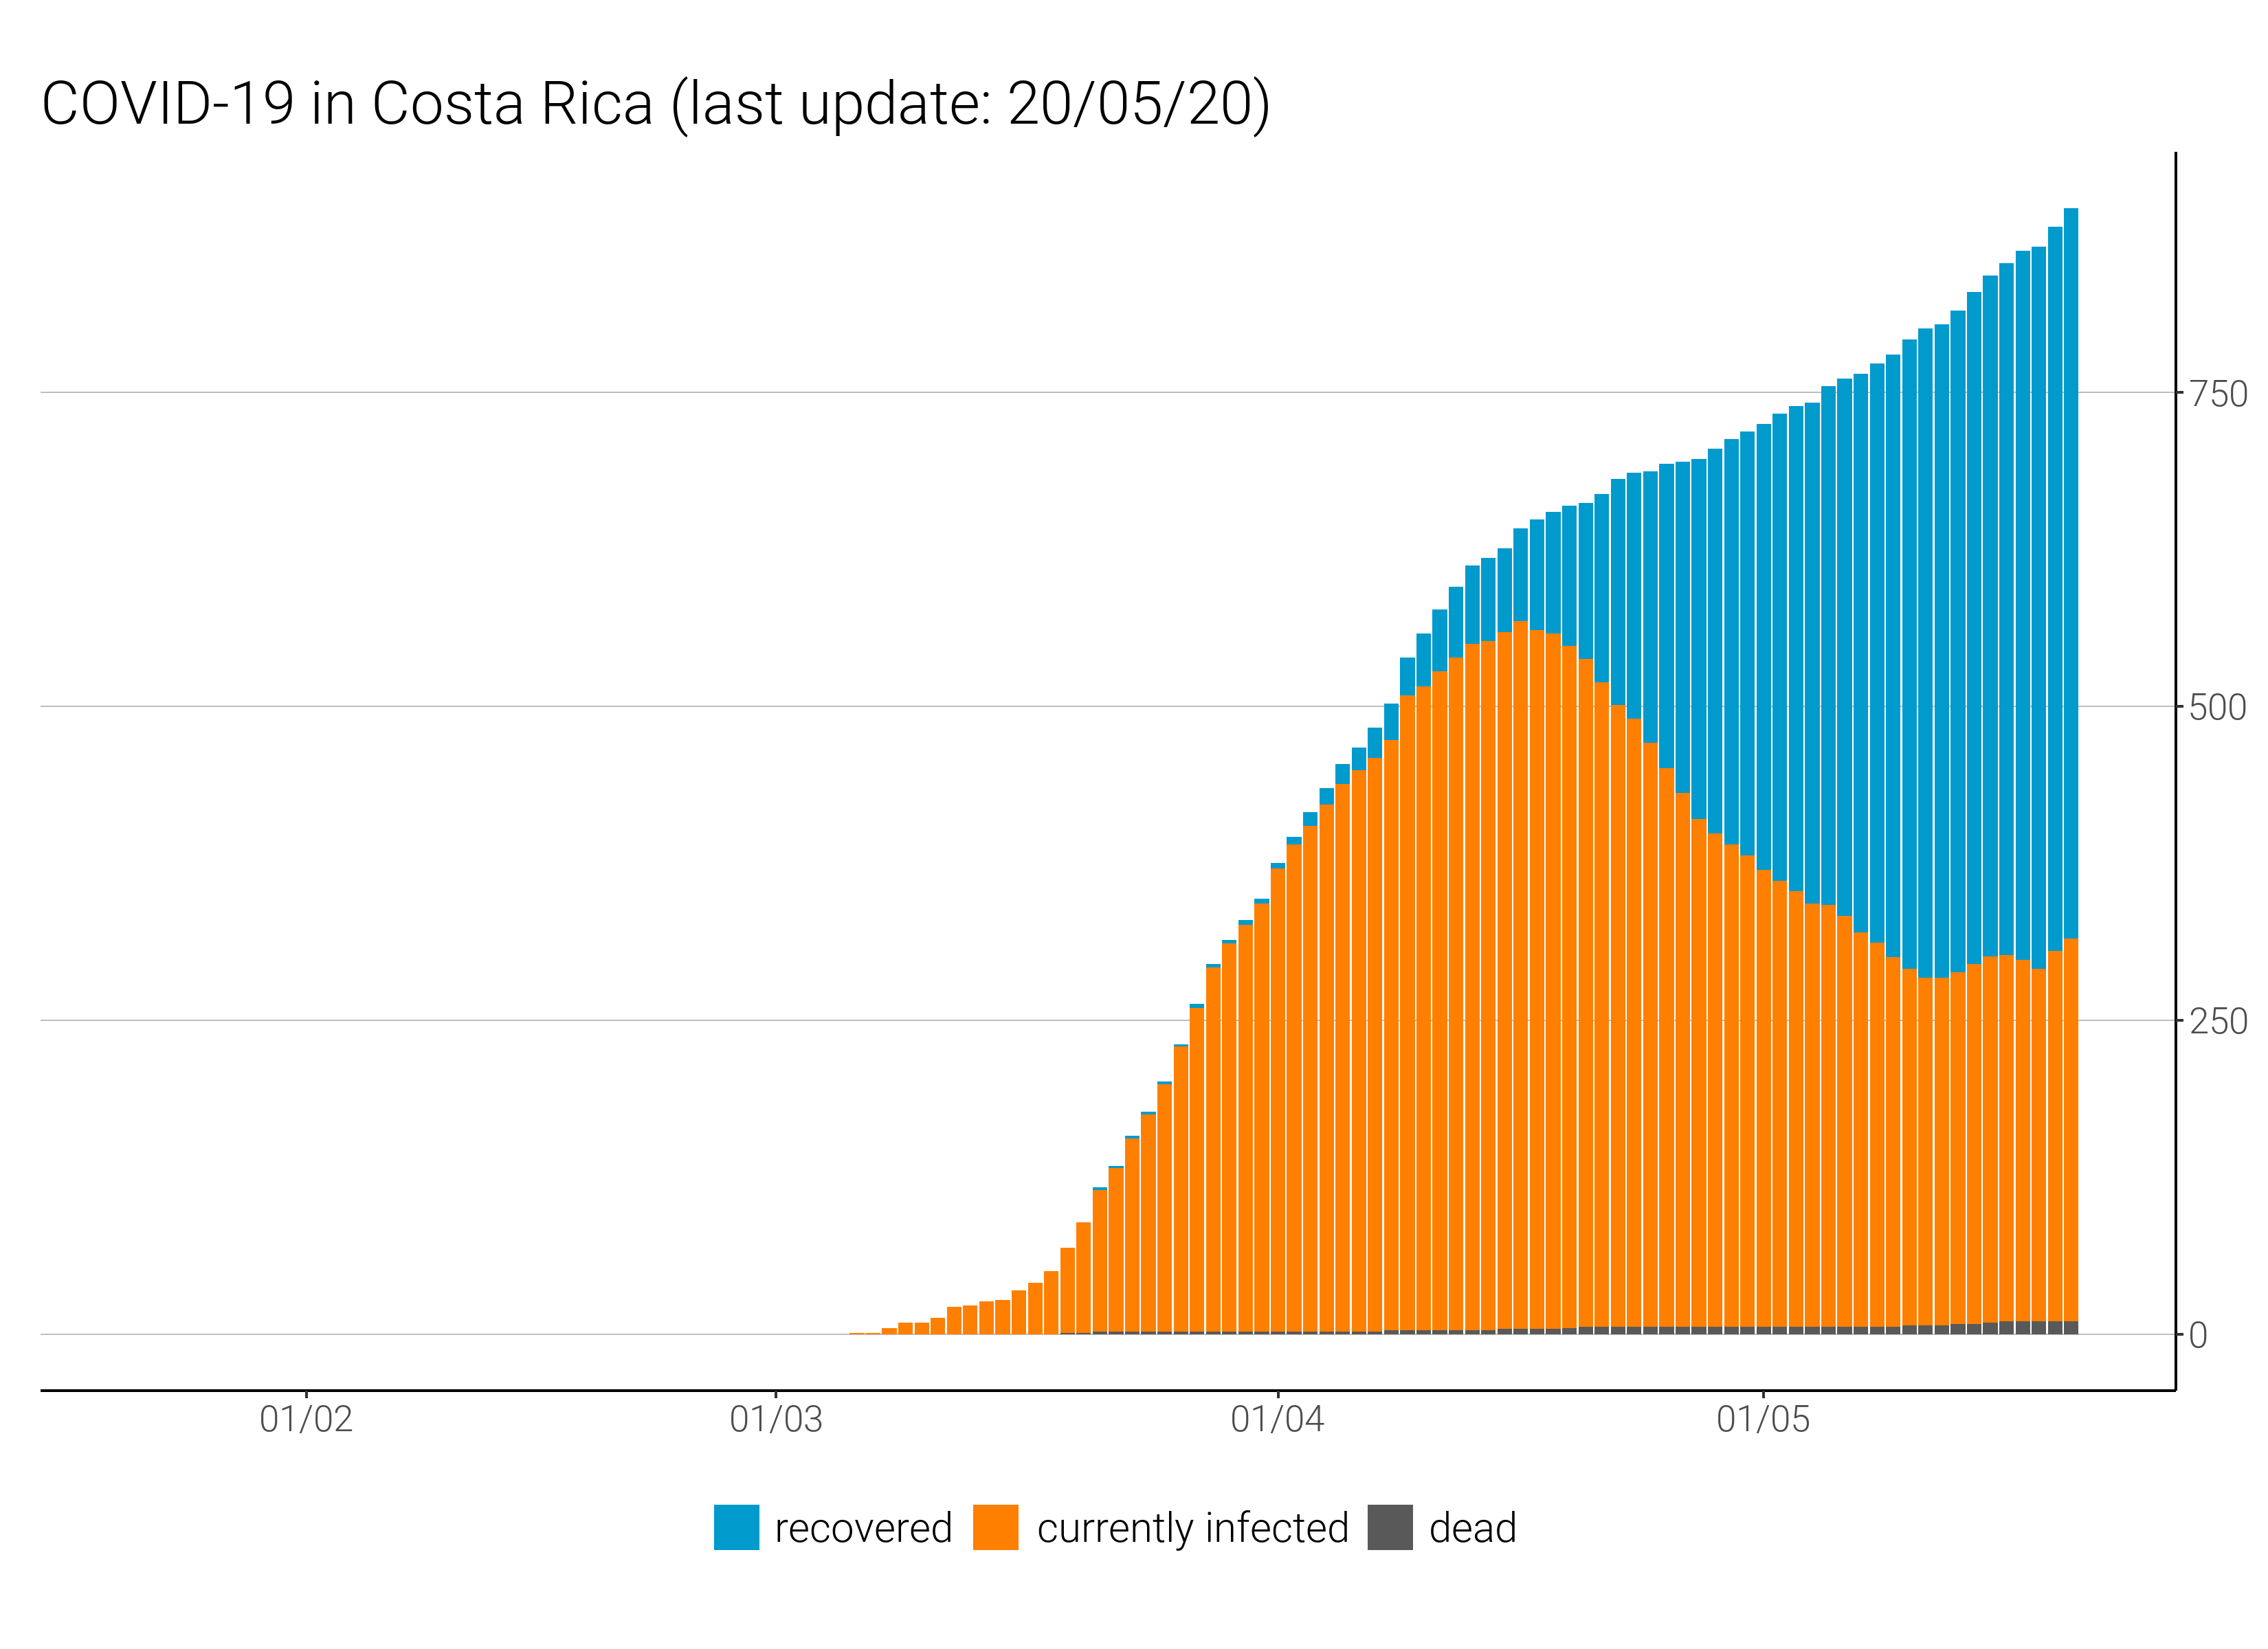 COVID-19 in Costa Rica (last update: 20/05/20)
750
500
250
0
01/02 01/03 01/04 01/05
recovered currently infected dead